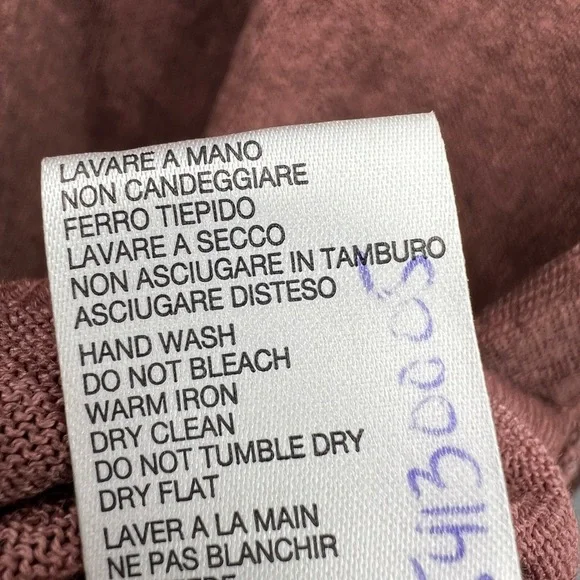 LAVARE A MANO
NON CANDEGGIARE
FERRO TIEPIDO
LAVARE A SECCO
NON ASCIUGARE IN TAMBURO
ASCIUGARE DISTESO
HAND WASH
DO NOT BLEACH
WARM IRON
DRY CLEAN
DO NOT TUMBLE DRY
DRY FLAT
LAVER A LA MAIN
NE PAS BLANCHIR